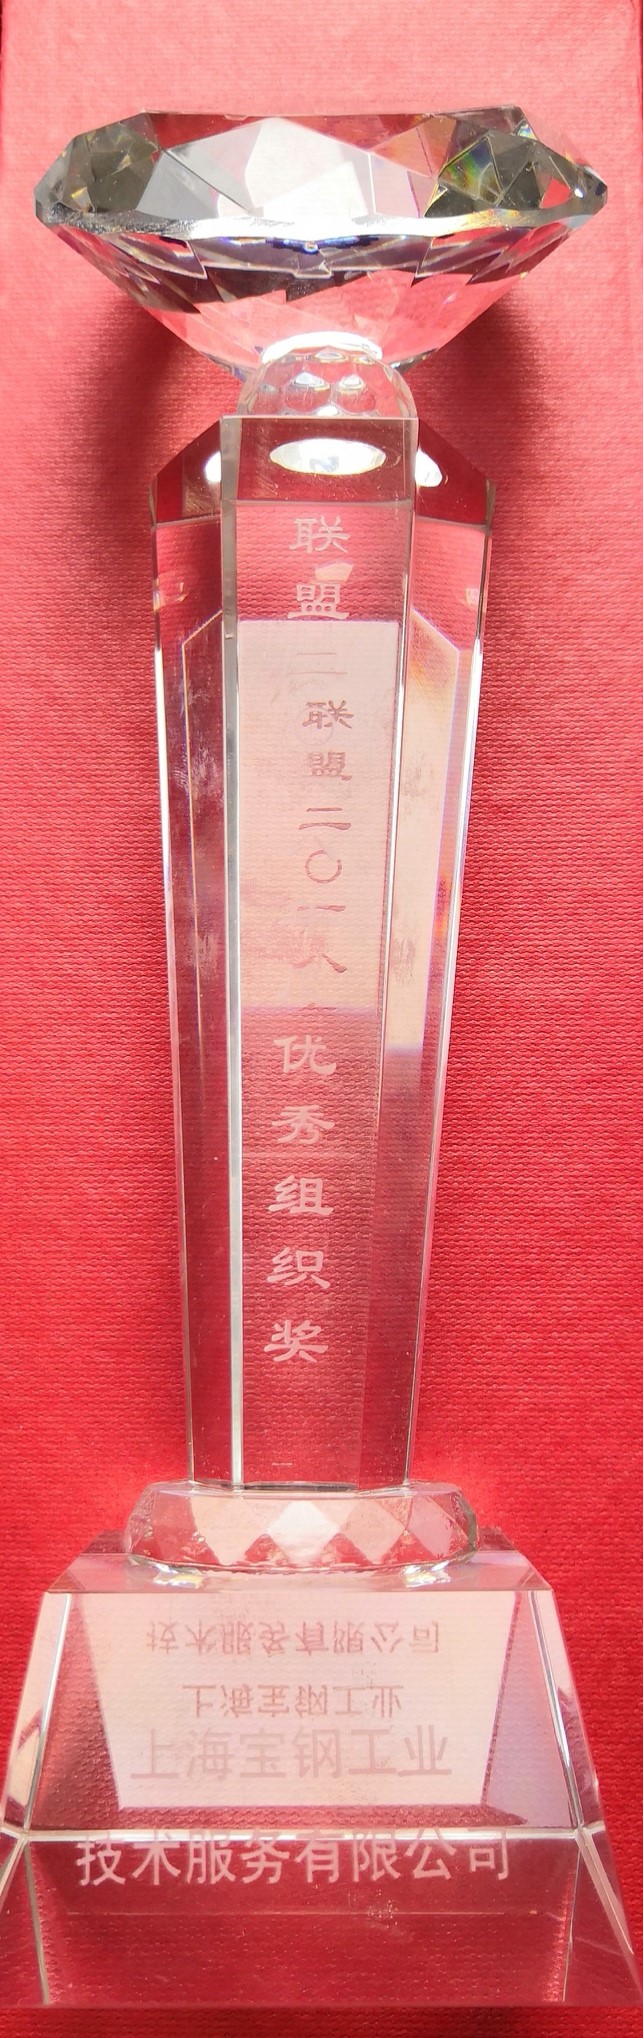 联盟二〇一
优秀组织奖
上海宝钢工业
技术服务有限公司